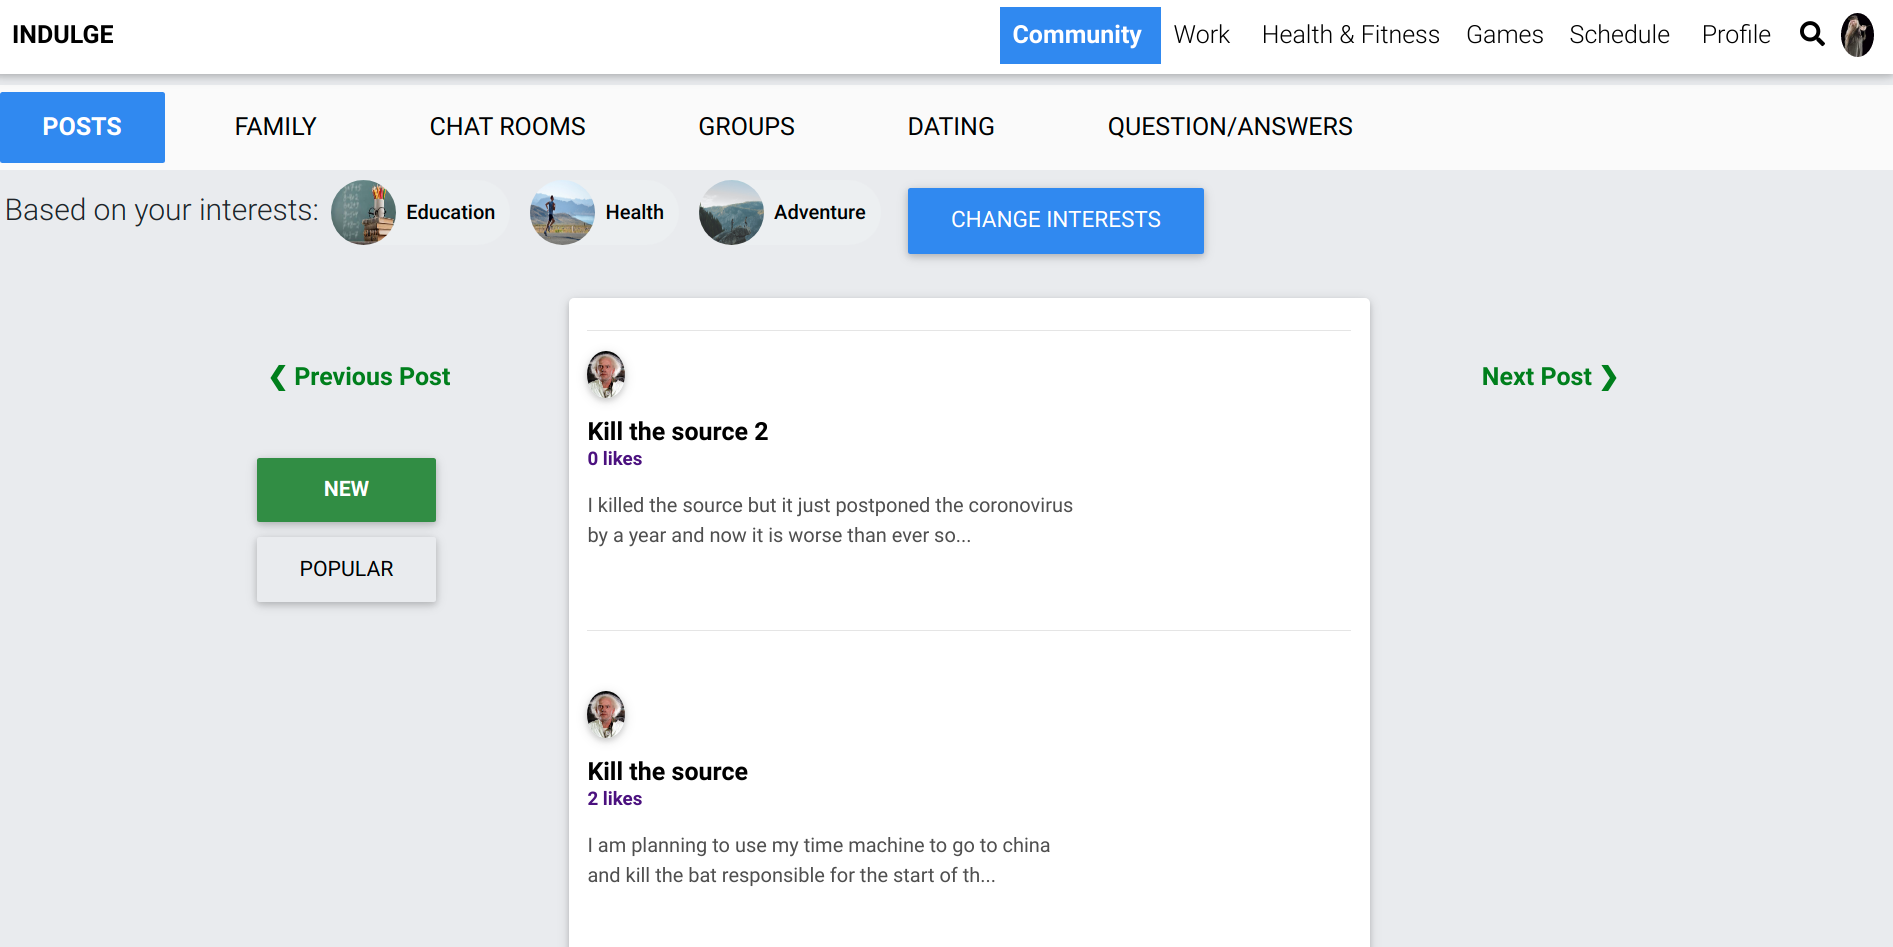 INDULGE
Community Work Health & Fitness Games Schedule Profile
POSTS FAMILY CHAT ROOMS GROUPS DATING QUESTION/ANSWERS
Based on your interests: Education Health Adventure CHANGE INTERESTS
❮ Previous Post
Next Post ❯
NEW
POPULAR
Kill the source 2
0 likes
I killed the source but it just postponed the coronovirus
by a year and now it is worse than ever so...
Kill the source
2 likes
I am planning to use my time machine to go to china
and kill the bat responsible for the start of th...